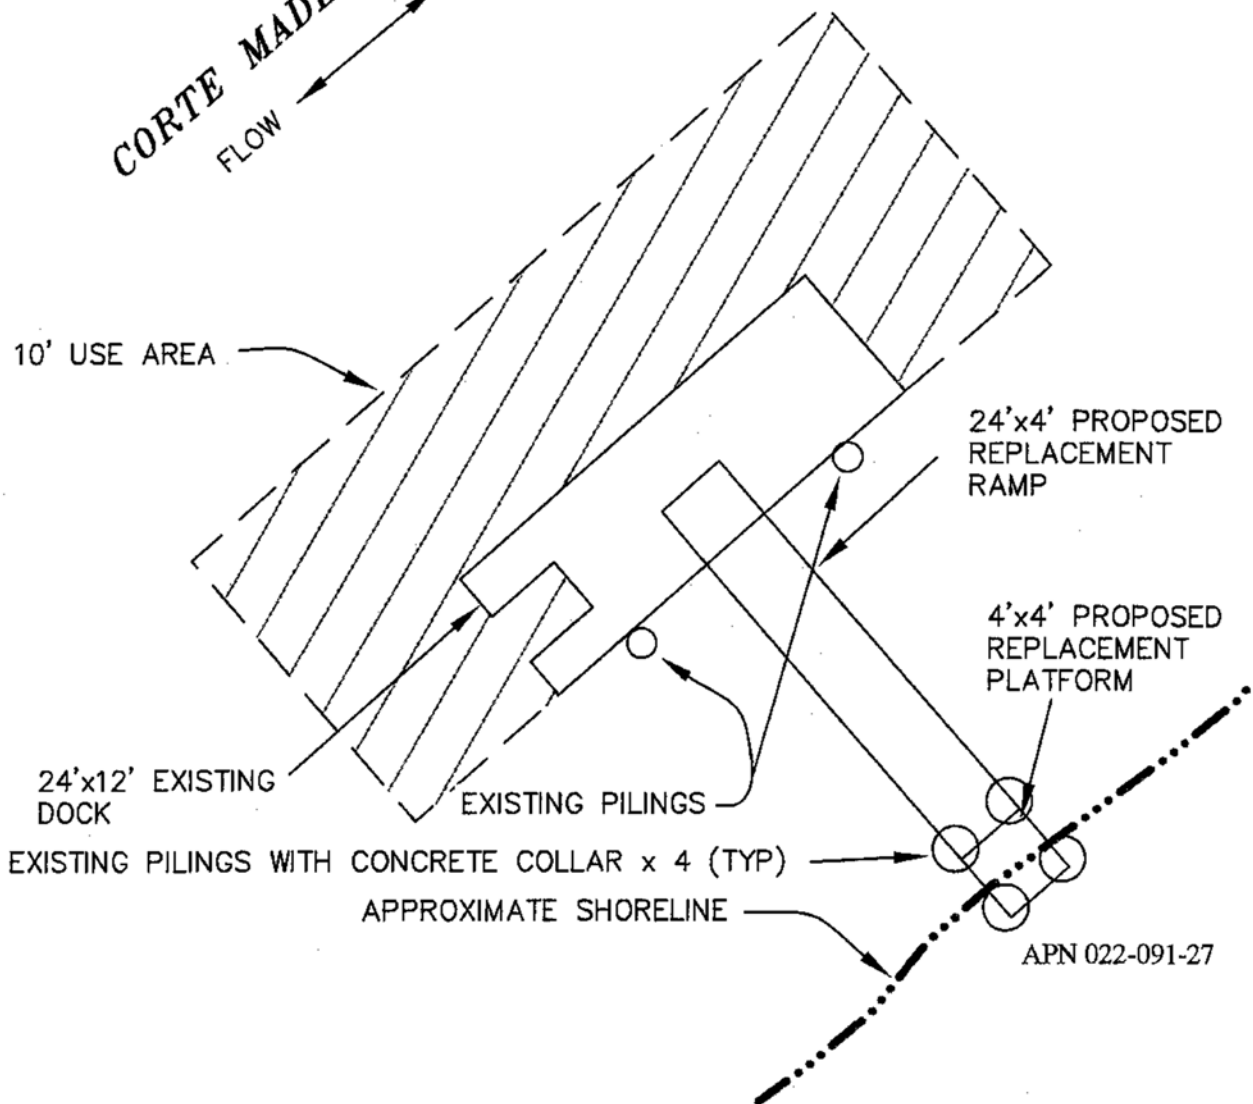 CORTE MADE
FLOW
10' USE AREA
24'x4' PROPOSED
REPLACEMENT
RAMP
4'x4' PROPOSED
REPLACEMENT
PLATFORM
24'x12' EXISTING
DOCK
EXISTING PILINGS
EXISTING PILINGS WITH CONCRETE COLLAR x 4 (TYP)
APPROXIMATE SHORELINE
APN 022-091-27